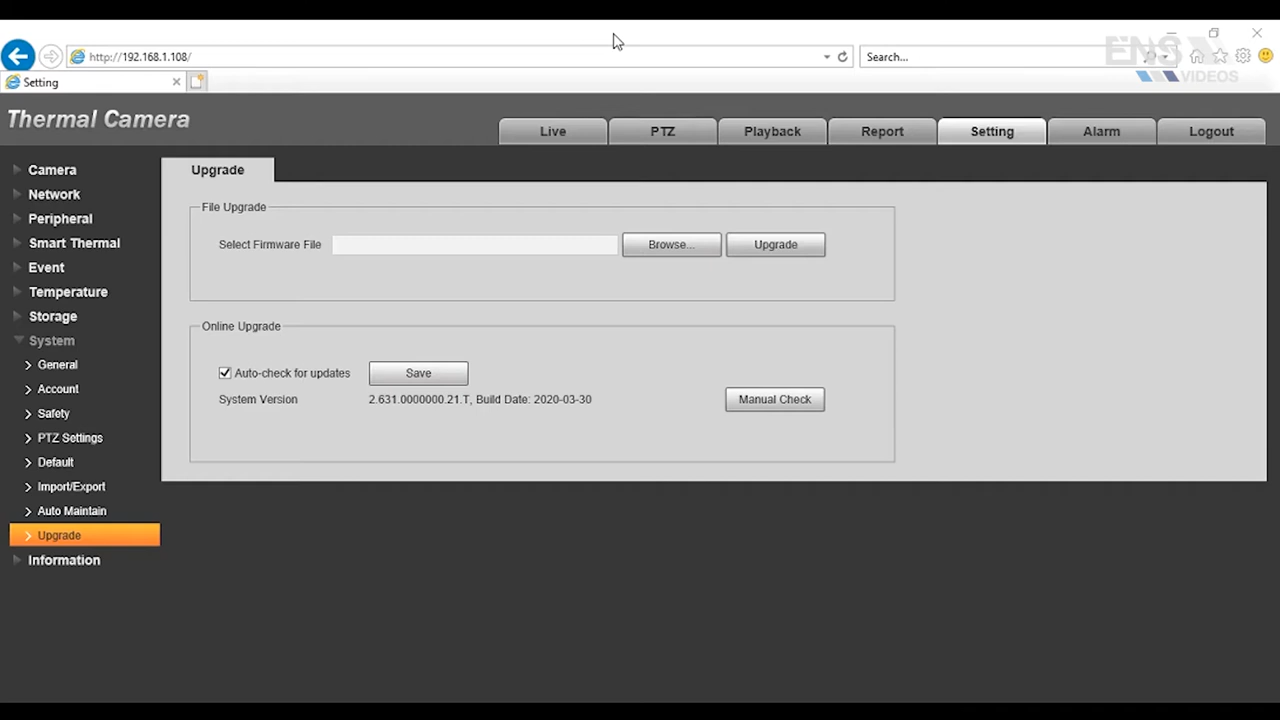 http://192.168.1.108/
Search...
ENS
VIDEOS
Setting
Thermal Camera
Live
PTZ
Playback
Report
Setting
Alarm
Logout
Camera
Network
Peripheral
Smart Thermal
Event
Temperature
Storage
System
General
Account
Safety
PTZ Settings
Default
Import/Export
Auto Maintain
Upgrade
Information
Upgrade
File Upgrade
Select Firmware File
Browse...
Upgrade
Online Upgrade
Auto-check for updates
Save
System Version
2.631.0000000.21.T, Build Date: 2020-03-30
Manual Check